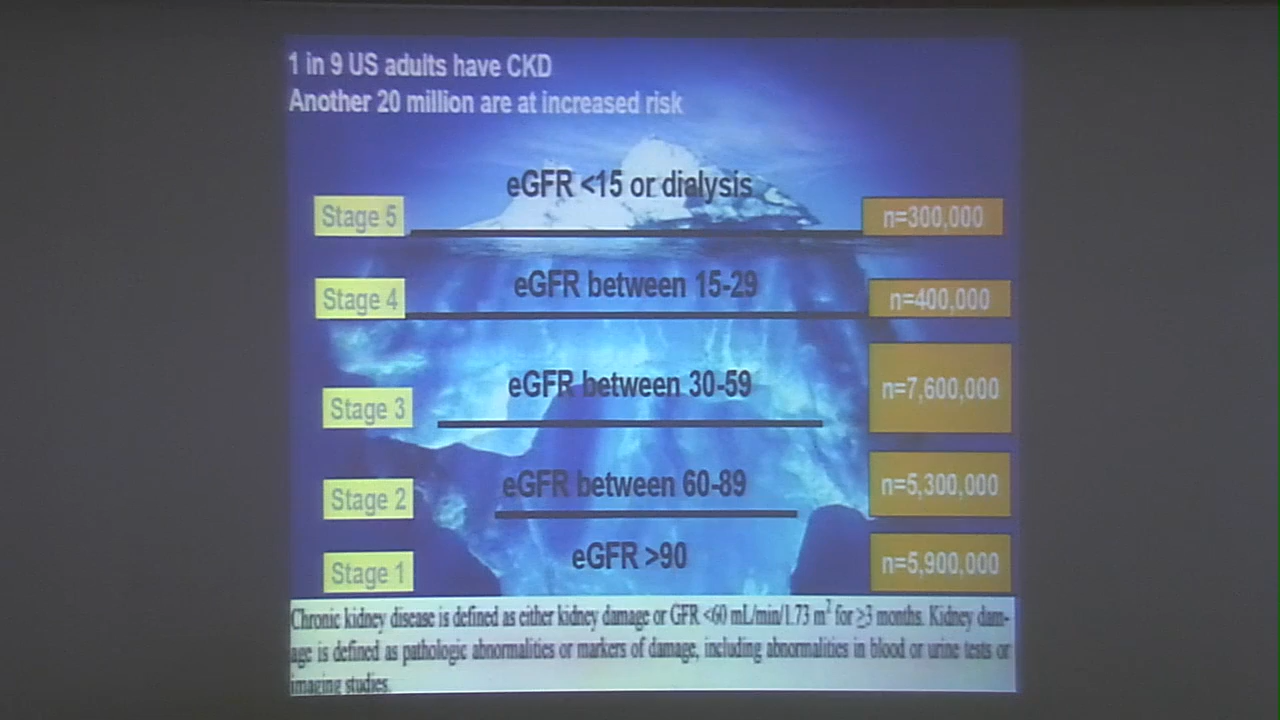 1 in 9 US adults have CKD
Another 20 million are at increased risk
eGFR <15 or dialysis
Stage 5
n=300,000
eGFR between 15-29
Stage 4
n=400,000
eGFR between 30-59
Stage 3
n=7,600,000
eGFR between 60-89
Stage 2
n=5,300,000
eGFR >90
Stage 1
n=5,900,000
Chronic kidney disease is defined as either kidney damage or GFR <60 mL/min/1.73 m² for ≥3 months. Kidney dam-
age is defined as pathologic abnormalities or markers of damage, including abnormalities in blood or urine tests or
imaging studies.